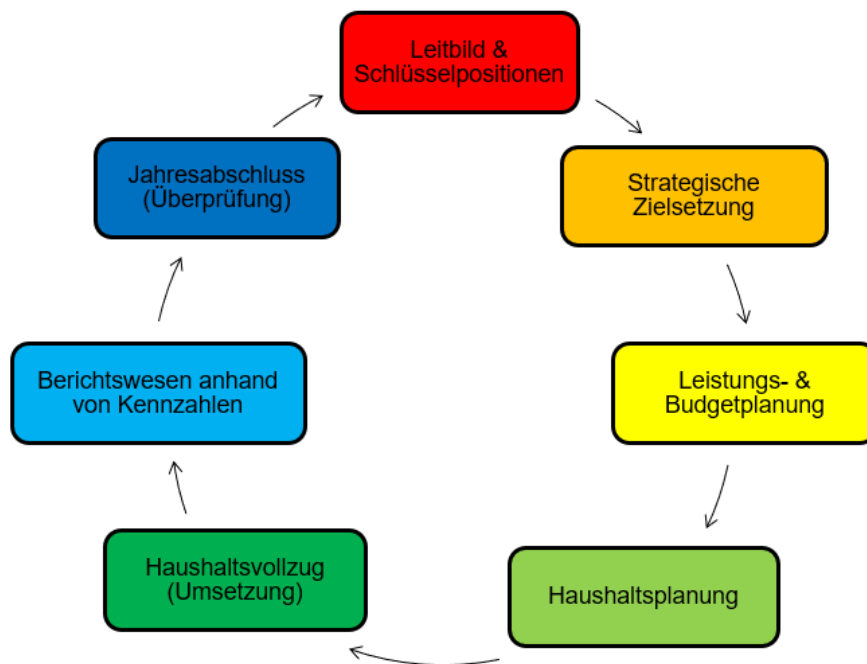 Leitbild &
Schlüsselpositionen
Strategische
Zielsetzung
Leistungs- &
Budgetplanung
Haushaltsplanung
Haushaltsvollzug
(Umsetzung)
Berichtswesen anhand
von Kennzahlen
Jahresabschluss
(Überprüfung)